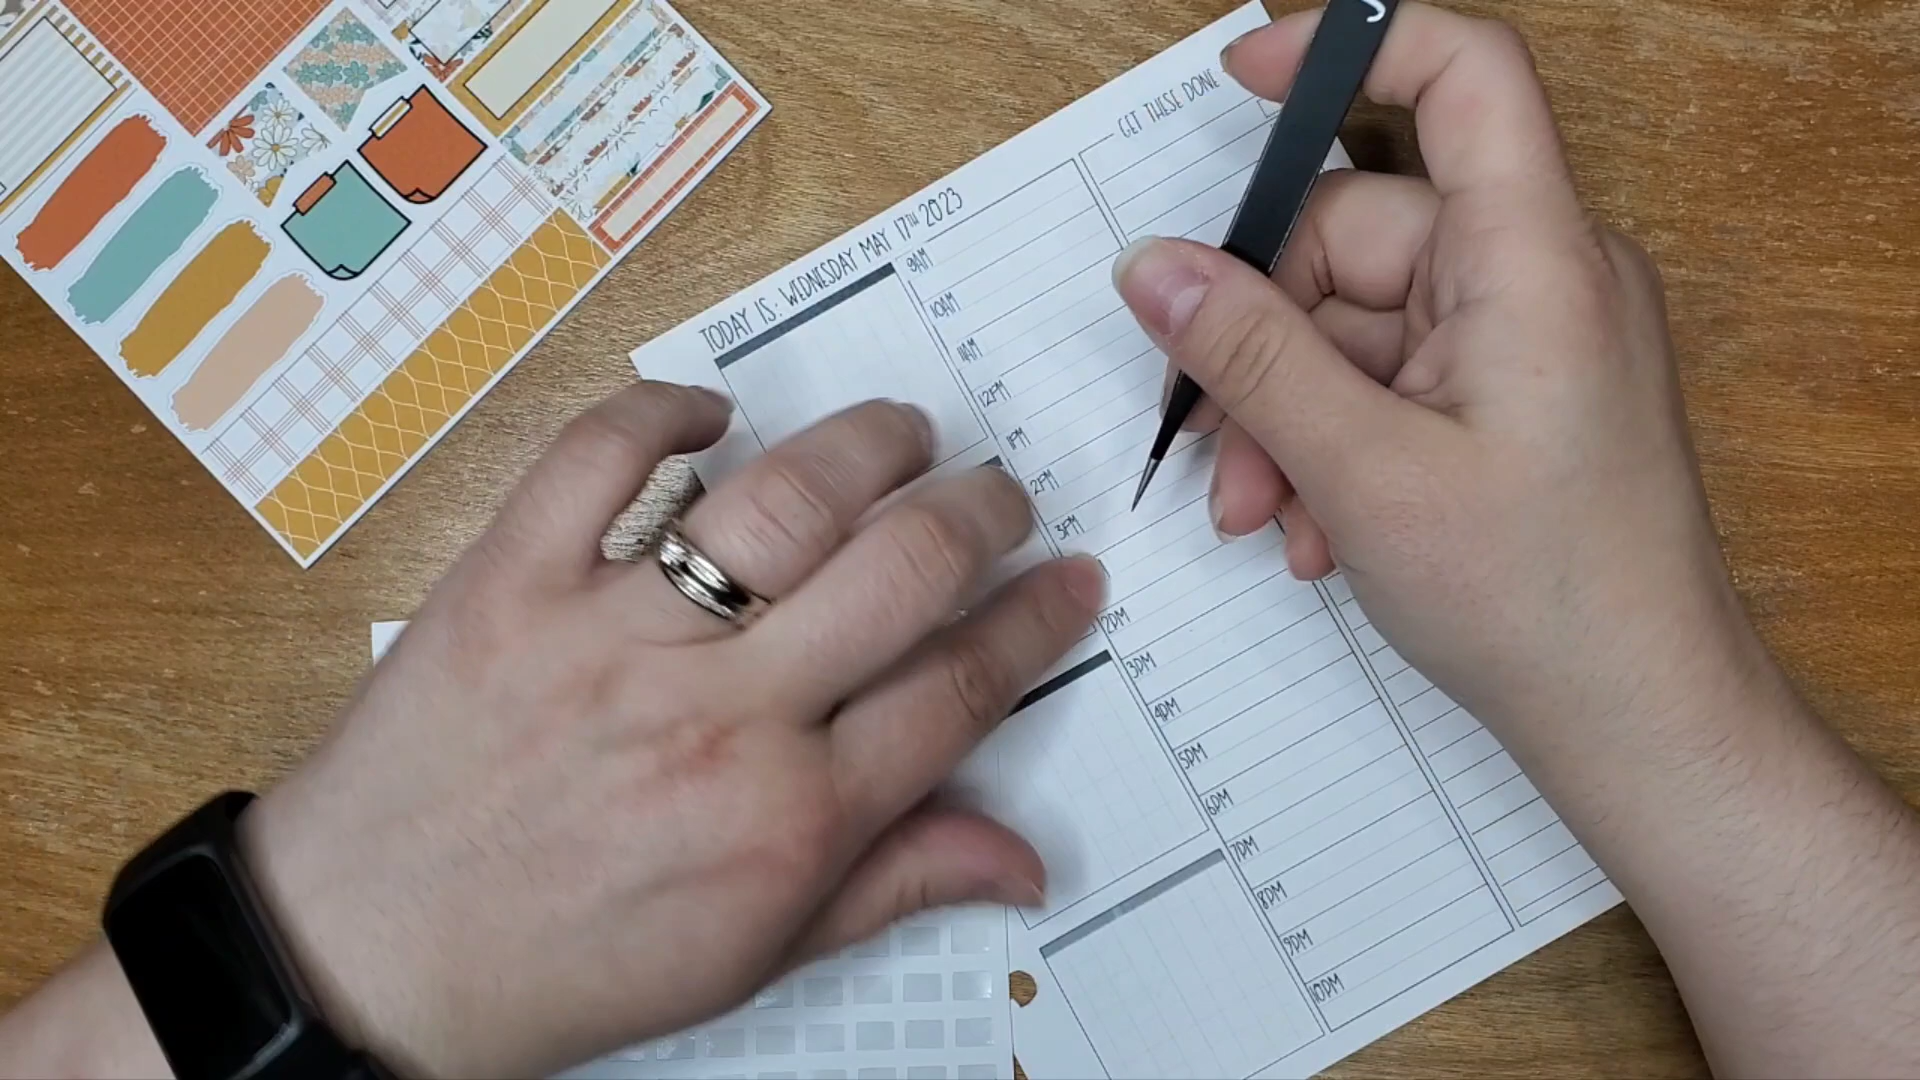 GET THESE DONE
TODAY IS: WEDNESDAY MAY 17TH 2023
9AM
10AM
11AM
12PM
1PM
2PM
3PM
2PM
3PM
4PM
5PM
6PM
7PM
8PM
9PM
10PM